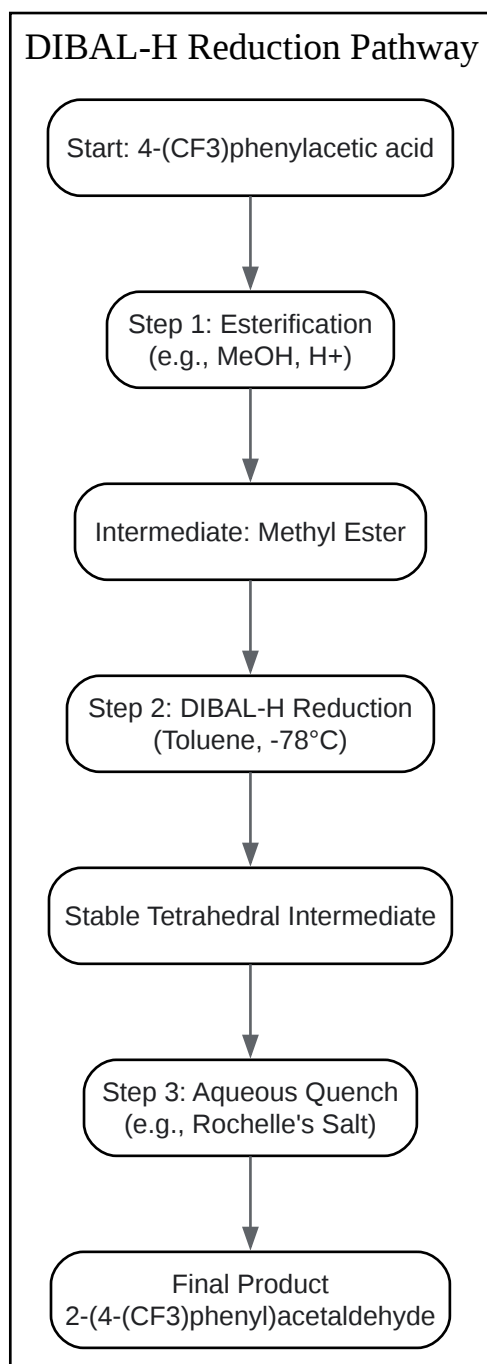 DIBAL-H Reduction Pathway
Start: 4-(CF3)phenylacetic acid
Step 1: Esterification
(e.g., MeOH, H+)
Intermediate: Methyl Ester
Step 2: DIBAL-H Reduction
(Toluene, -78°C)
Stable Tetrahedral Intermediate
Step 3: Aqueous Quench
(e.g., Rochelle's Salt)
Final Product
2-(4-(CF3)phenyl)acetaldehyde